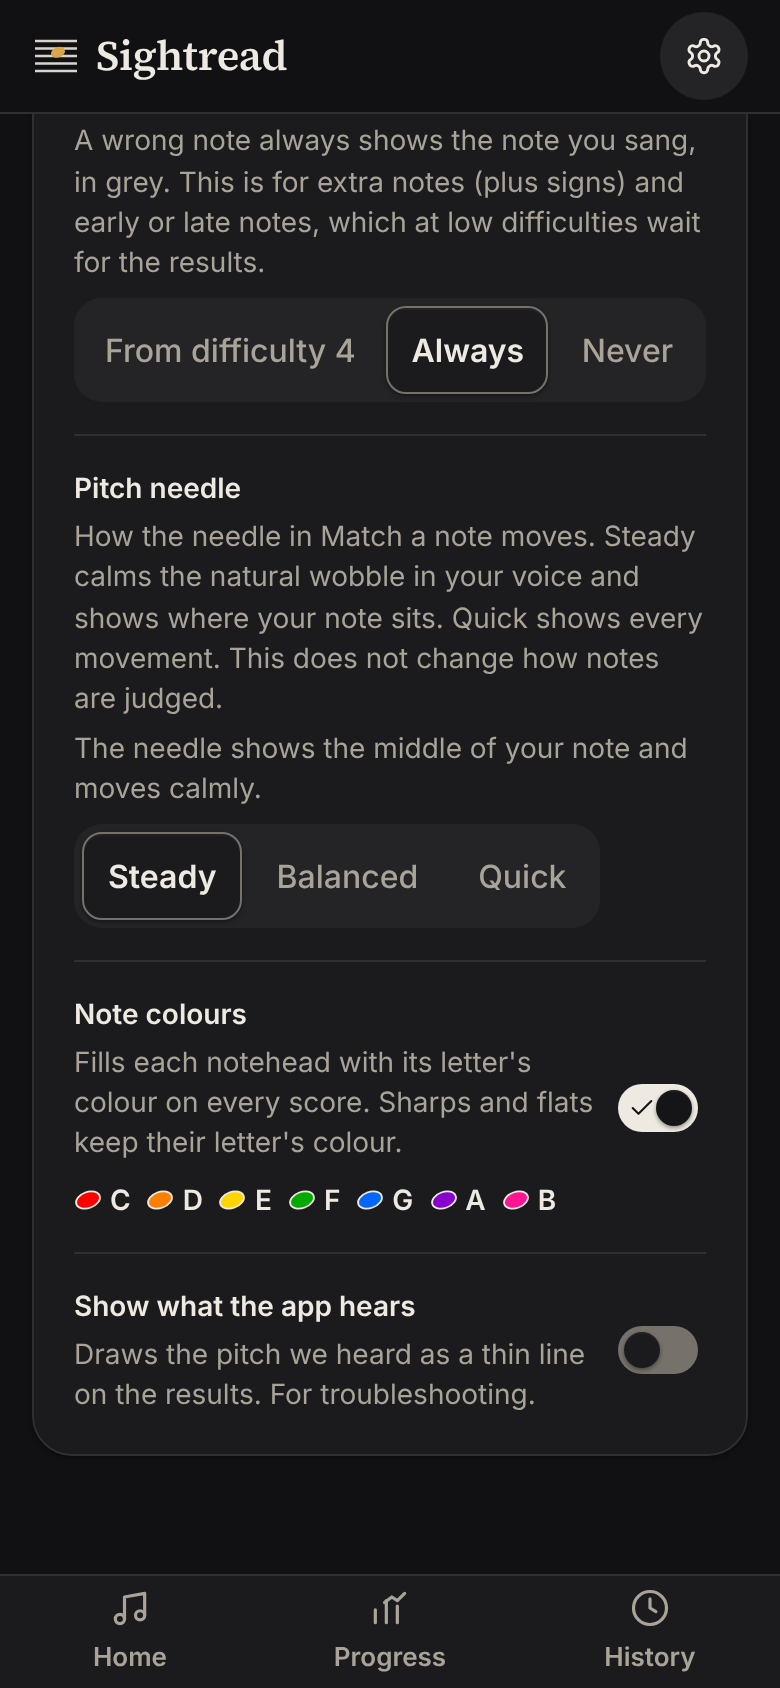 Sightread
A wrong note always shows the note you sang,
in grey. This is for extra notes (plus signs) and
early or late notes, which at low difficulties wait
for the results.
From difficulty 4 Always Never
Pitch needle
How the needle in Match a note moves. Steady
calms the natural wobble in your voice and
shows where your note sits. Quick shows every
movement. This does not change how notes
are judged.
The needle shows the middle of your note and
moves calmly.
Steady Balanced Quick
Note colours
Fills each notehead with its letter's
colour on every score. Sharps and flats
keep their letter's colour.
C D E F G A B
Show what the app hears
Draws the pitch we heard as a thin line
on the results. For troubleshooting.
Home Progress History